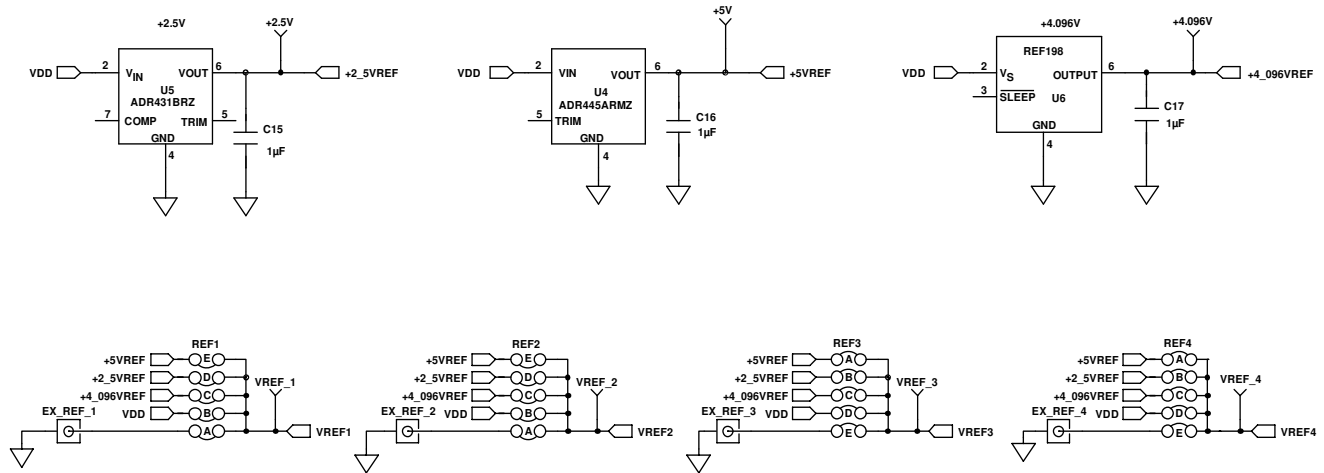 +2.5V
+2.5V
VDD
2
VIN
VOUT
6
+2_5VREF
U5
ADR431BRZ
7
COMP
TRIM
5
GND
4
C15
1µF
+5V
VDD
2
VIN
VOUT
6
+5VREF
U4
ADR445ARMZ
5
TRIM
GND
4
C16
1µF
+4.096V
+4.096V
REF198
VDD
2
VS
OUTPUT
6
+4_096VREF
3
SLEEP
U6
GND
4
C17
1µF
REF1
+5VREF
E
+2_5VREF
D
VREF_1
+4_096VREF
C
EX_REF_1
VDD
B
A
VREF1
REF2
+5VREF
E
+2_5VREF
D
VREF_2
+4_096VREF
C
EX_REF_2
VDD
B
A
VREF2
REF3
+5VREF
A
+2_5VREF
B
VREF_3
+4_096VREF
C
EX_REF_3
VDD
D
E
VREF3
REF4
+5VREF
A
+2_5VREF
B
VREF_4
+4_096VREF
C
EX_REF_4
VDD
D
E
VREF4